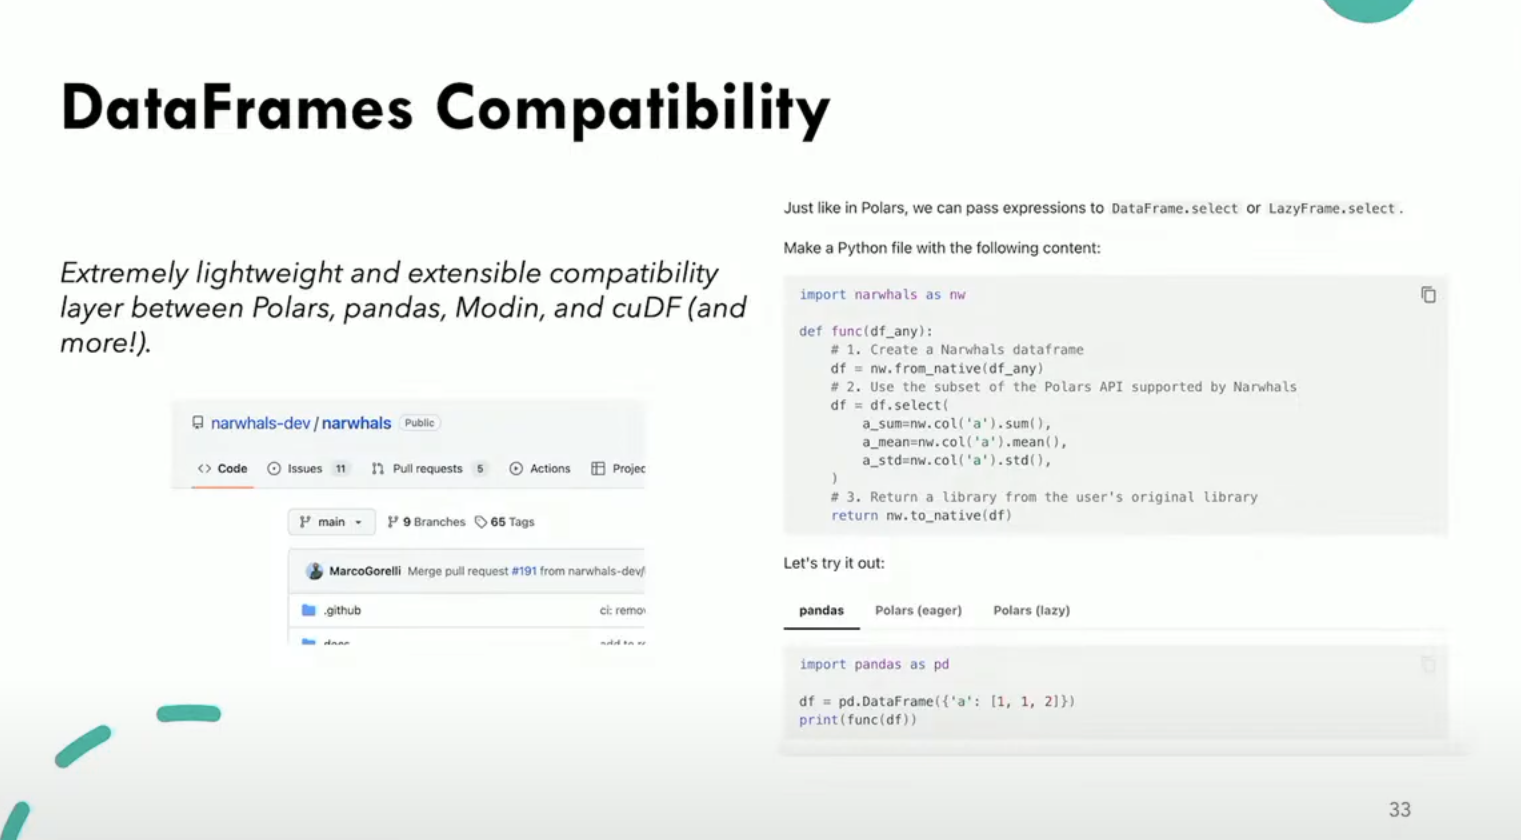 DataFrames Compatibility
Extremely lightweight and extensible compatibility
layer between Polars, pandas, Modin, and cuDF (and
more!).
narwhals-dev/narwhals Public
Code Issues 11 Pull requests 5 Actions Projec
main 9 Branches 65 Tags
MarcoGorelli Merge pull request #191 from narwhals-dev/
.github ci: remov
docs
Just like in Polars, we can pass expressions to DataFrame.select or LazyFrame.select.
Make a Python file with the following content:
import narwhals as nw
def func(df_any):
    # 1. Create a Narwhals dataframe
    df = nw.from_native(df_any)
    # 2. Use the subset of the Polars API supported by Narwhals
    df = df.select(
        a_sum=nw.col('a').sum(),
        a_mean=nw.col('a').mean(),
        a_std=nw.col('a').std(),
    )
    # 3. Return a library from the user's original library
    return nw.to_native(df)
Let's try it out:
pandas Polars (eager) Polars (lazy)
import pandas as pd
df = pd.DataFrame({'a': [1, 1, 2]})
print(func(df))
33